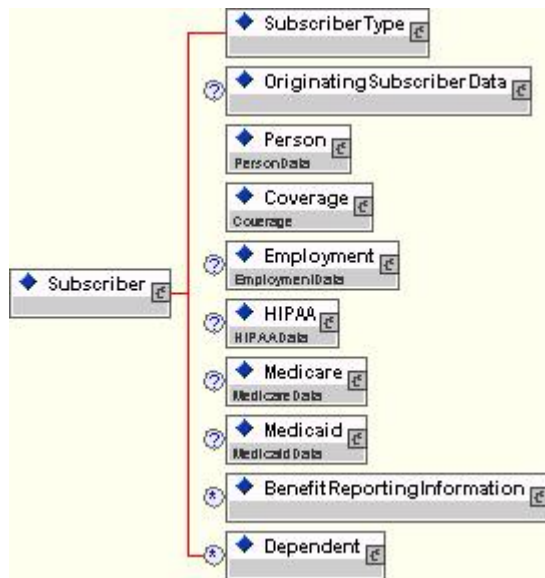 SubscriberType
? OriginatingSubscriberData
Person
PersonData
Coverage
Coverage
? Employment
EmploymentData
Subscriber
? HIPAA
HIPAAData
? Medicare
MedicareData
? Medicaid
MedicaidData
* BenefitReportingInformation
* Dependent